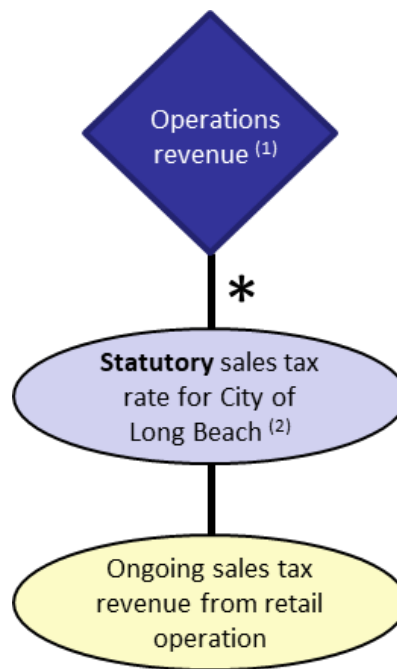 Operations
revenue (1)
*
Statutory sales tax
rate for City of
Long Beach (2)
Ongoing sales tax
revenue from retail
operation